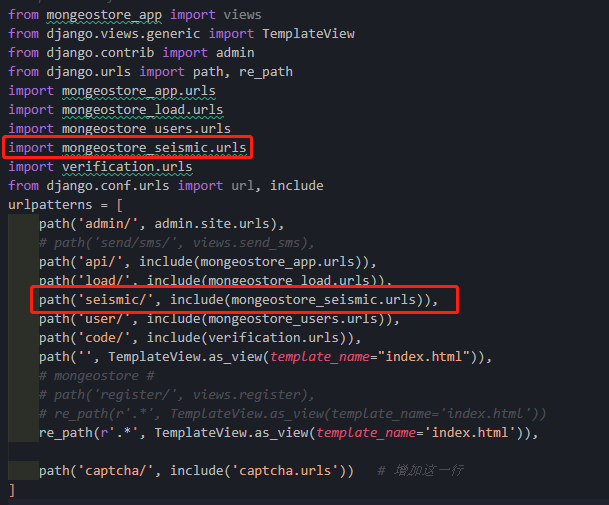 from mongeostore_app import views
from django.views.generic import TemplateView
from django.contrib import admin
from django.urls import path, re_path
import mongeostore_app.urls
import mongeostore_load.urls
import mongeostore_users.urls
import mongeostore_seismic.urls
import verification.urls
from django.conf.urls import url, include
urlpatterns = [
    path('admin/', admin.site.urls),
    # path('send/sms/', views.send_sms),
    path('api/', include(mongeostore_app.urls)),
    path('load/', include(mongeostore_load.urls)),
    path('seismic/', include(mongeostore_seismic.urls)),
    path('user/', include(mongeostore_users.urls)),
    path('code/', include(verification.urls)),
    path('', TemplateView.as_view(template_name="index.html")),
    # mongeostore #
    # path('register/', views.register),
    # re_path(r'.*', TemplateView.as_view(template_name='index.html'))
    re_path(r'.*', TemplateView.as_view(template_name='index.html')),
    path('captcha/', include('captcha.urls'))   # 增加这一行
]